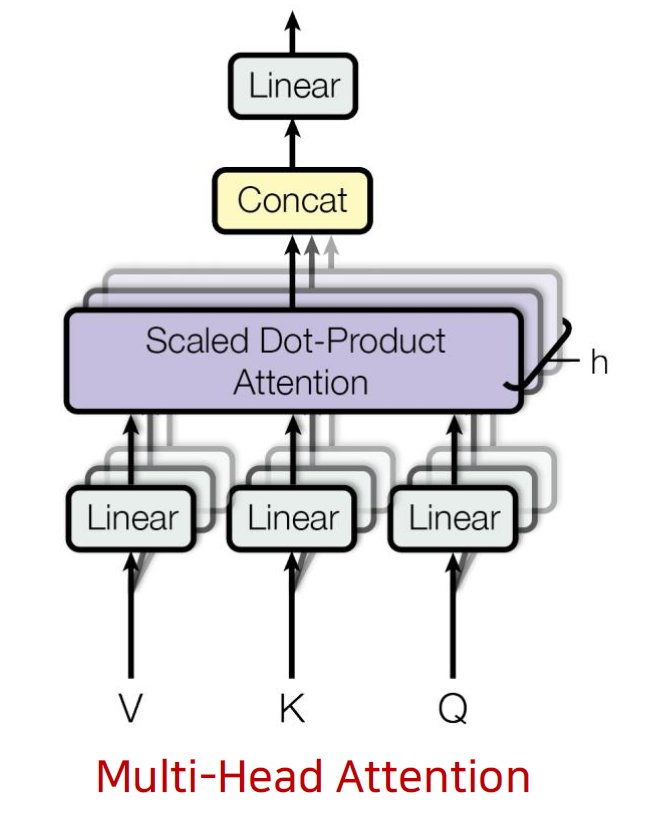 Linear
Concat
Scaled Dot-Product
Attention
h
Linear
Linear
Linear
V
K
Q
Multi-Head Attention